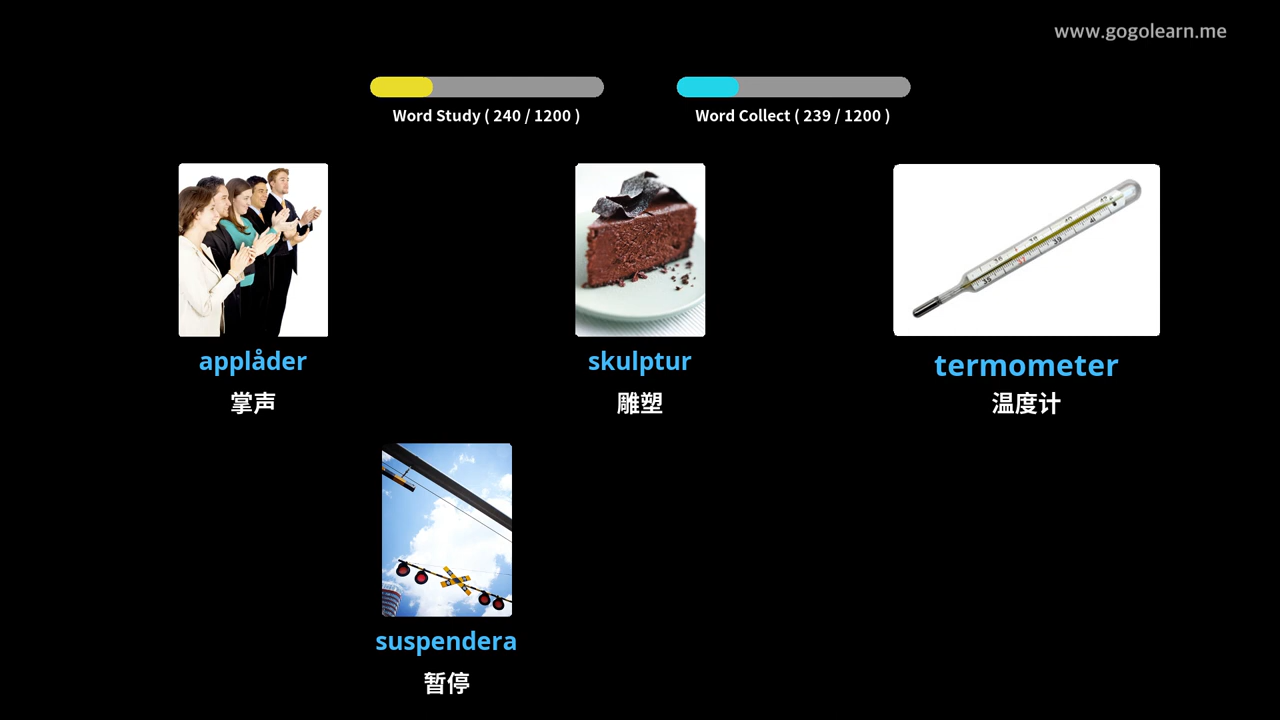 www.gogolearn.me
Word Study ( 240 / 1200 )
Word Collect ( 239 / 1200 )
applåder
掌声
skulptur
雕塑
termometer
温度计
suspendera
暂停